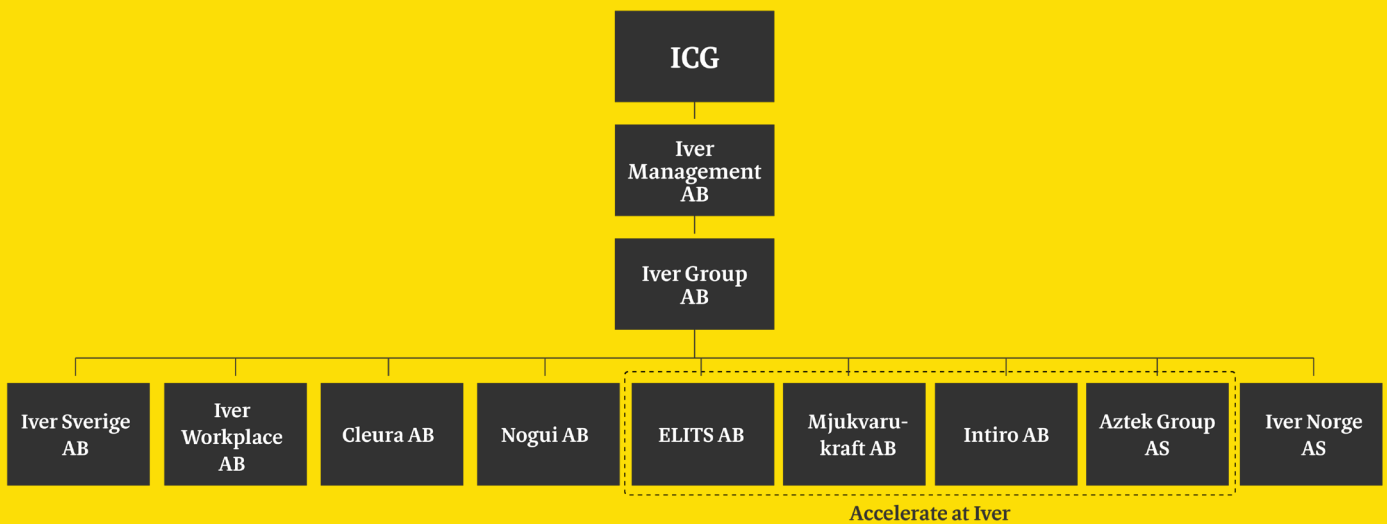 ICG
Iver
Management
AB
Iver Group
AB
Iver Sverige
AB
Iver
Workplace
AB
Cleura AB
Nogui AB
ELITS AB
Mjukvaru-
kraft AB
Intiro AB
Aztek Group
AS
Iver Norge
AS
Accelerate at Iver